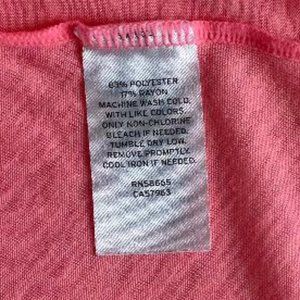 83% POLYESTER
17% RAYON
MACHINE WASH COLD.
WITH LIKE COLORS
ONLY NON-CHLORINE
BLEACH IF NEEDED.
TUMBLE DRY LOW.
REMOVE PROMPTLY.
COOL IRON IF NEEDED.
RN58665
CA57963